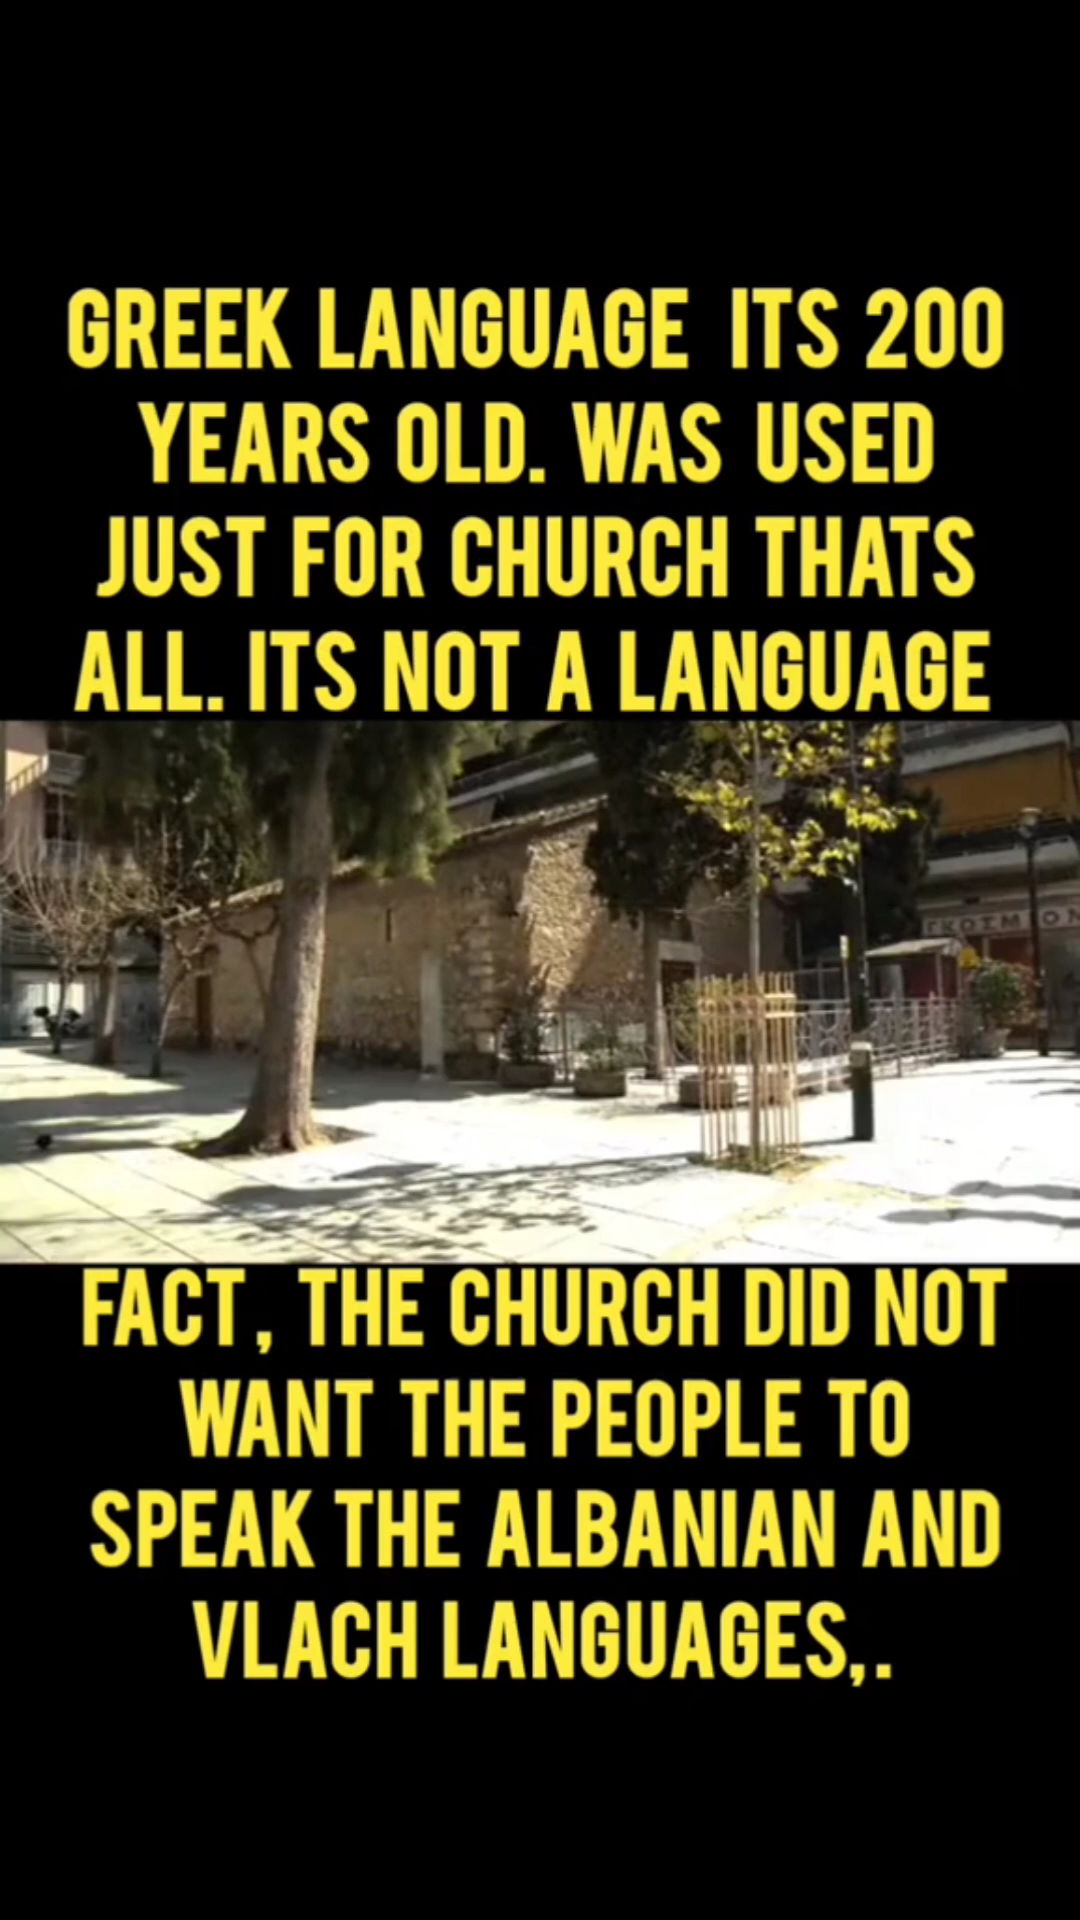 GREEK LANGUAGE ITS 200
YEARS OLD. WAS USED
JUST FOR CHURCH THATS
ALL. ITS NOT A LANGUAGE
FACT, THE CHURCH DID NOT
WANT THE PEOPLE TO
SPEAK THE ALBANIAN AND
VLACH LANGUAGES,.